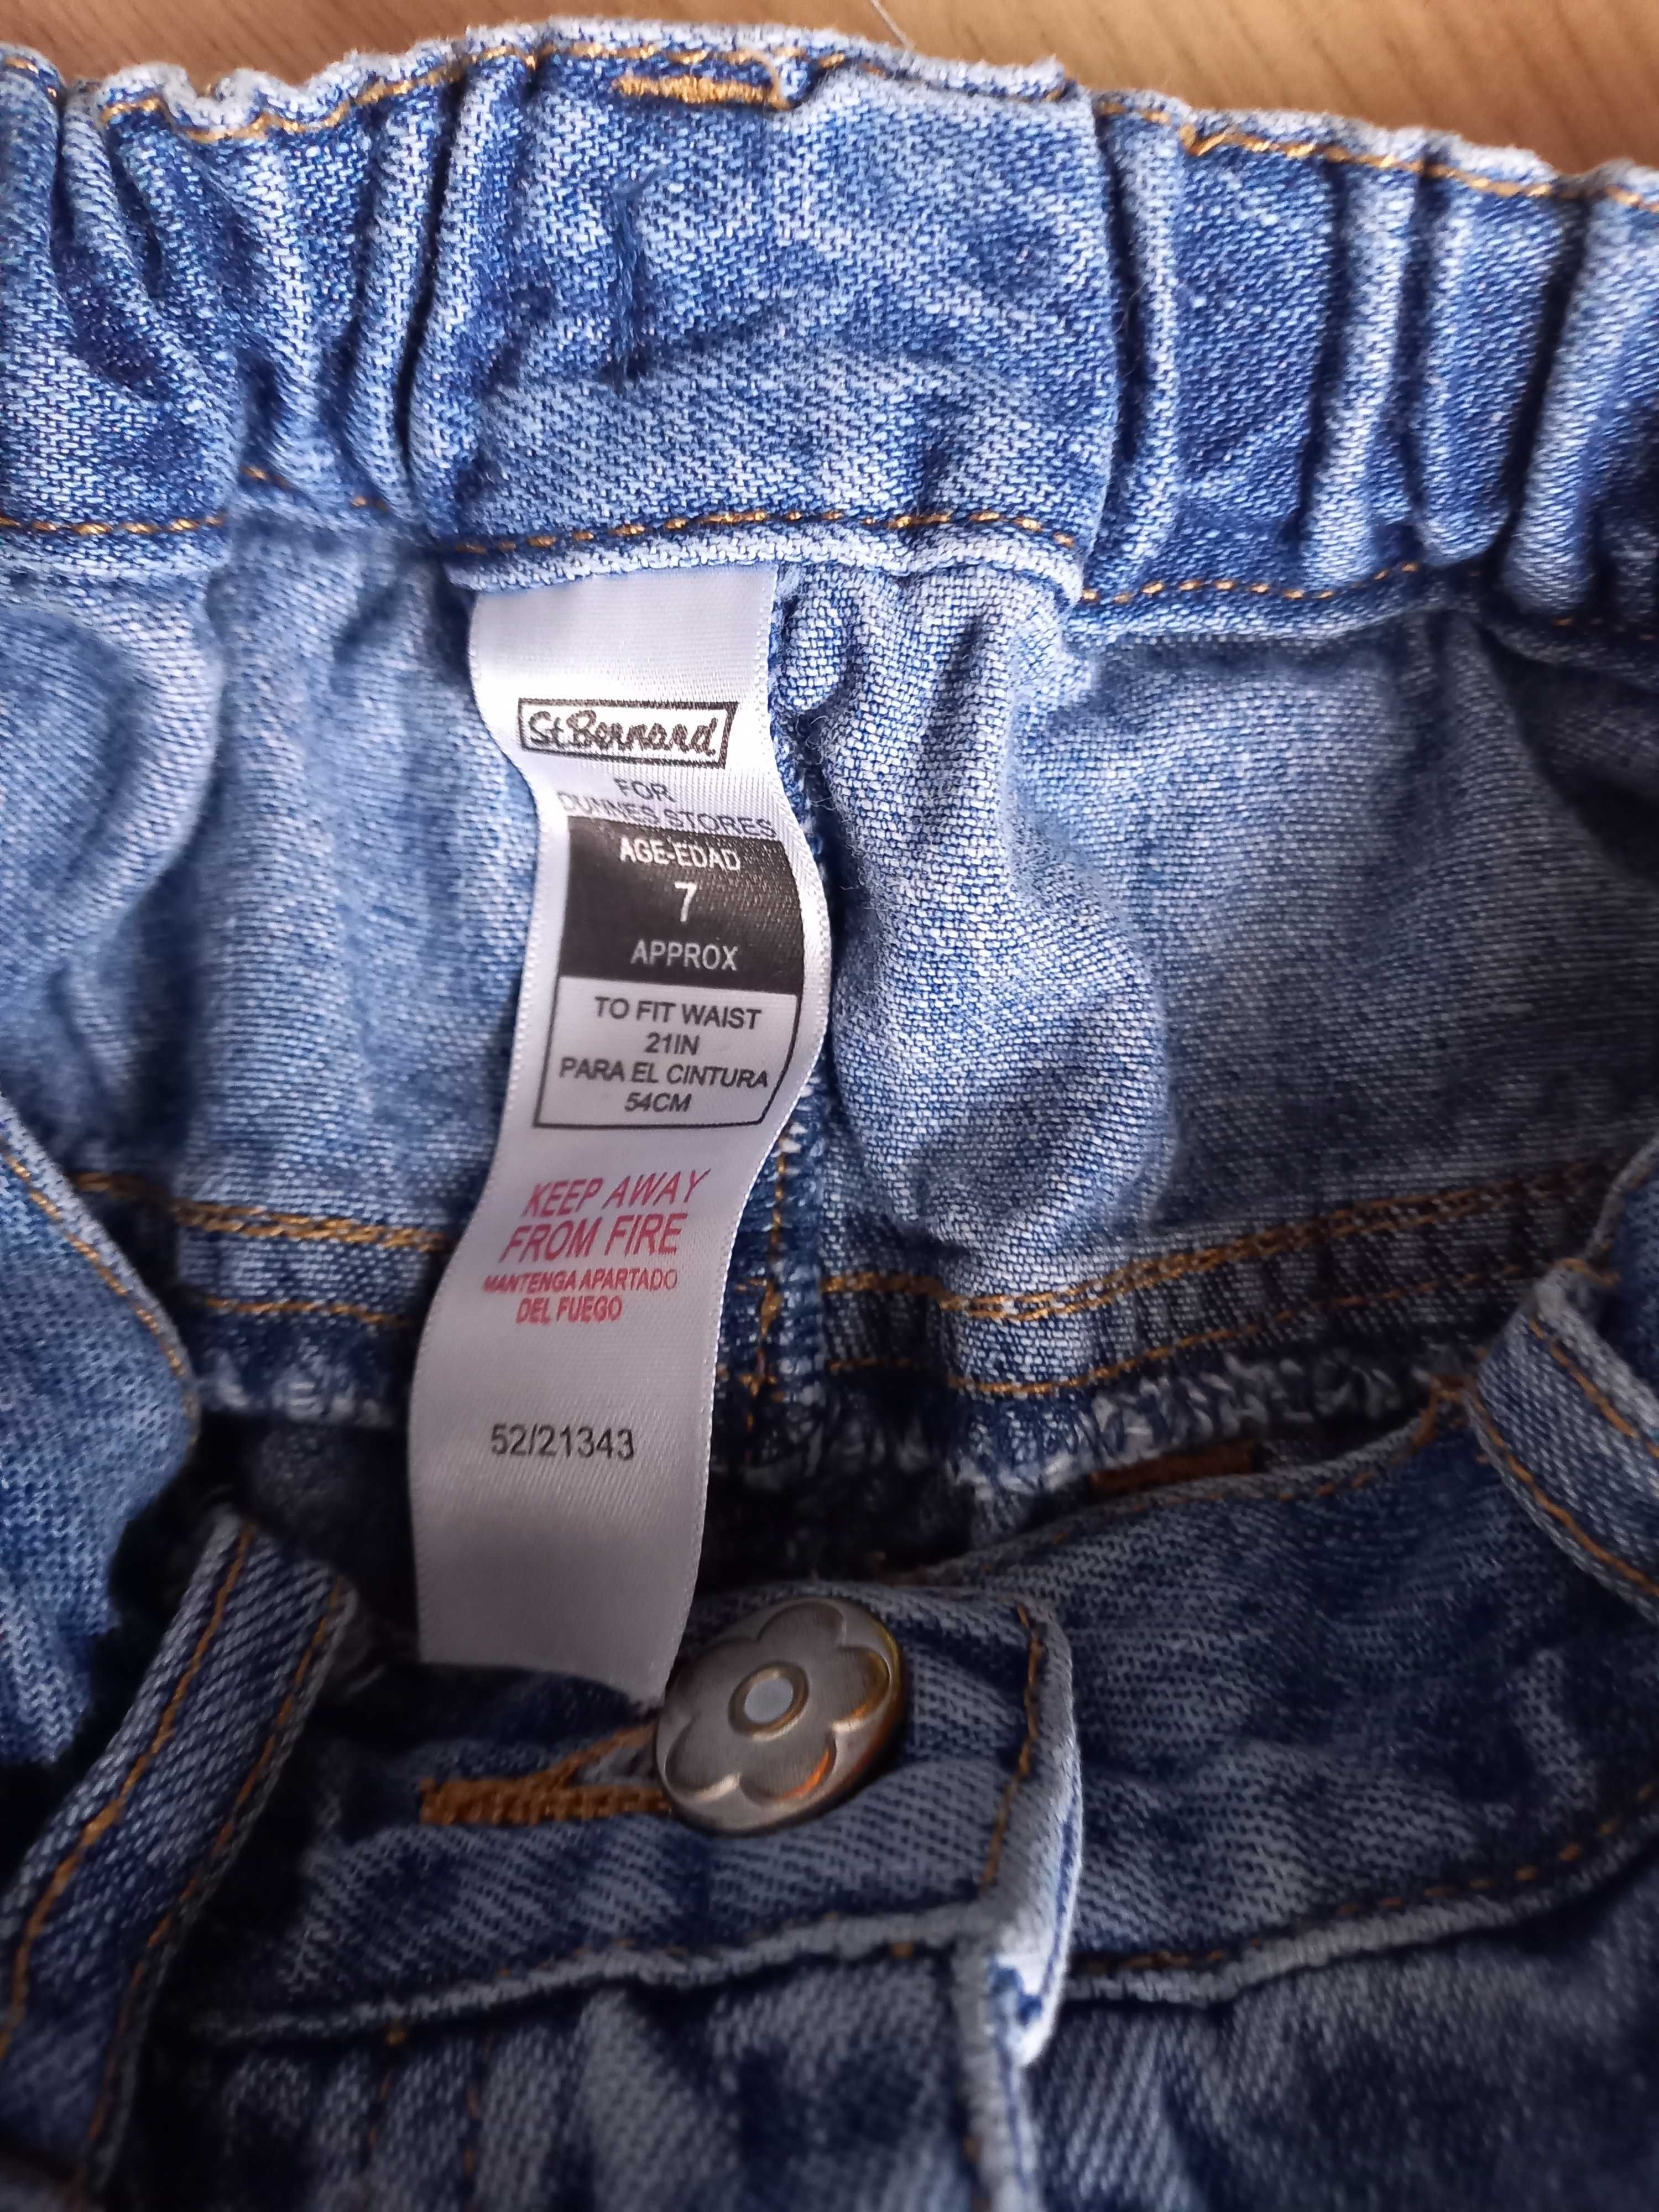 St Bernard
FOR
DUNNES STORES
AGE-EDAD
7
APPROX
TO FIT WAIST
21IN
PARA EL CINTURA
54CM
KEEP AWAY
FROM FIRE
MANTENGA APARTADO
DEL FUEGO
52/21343